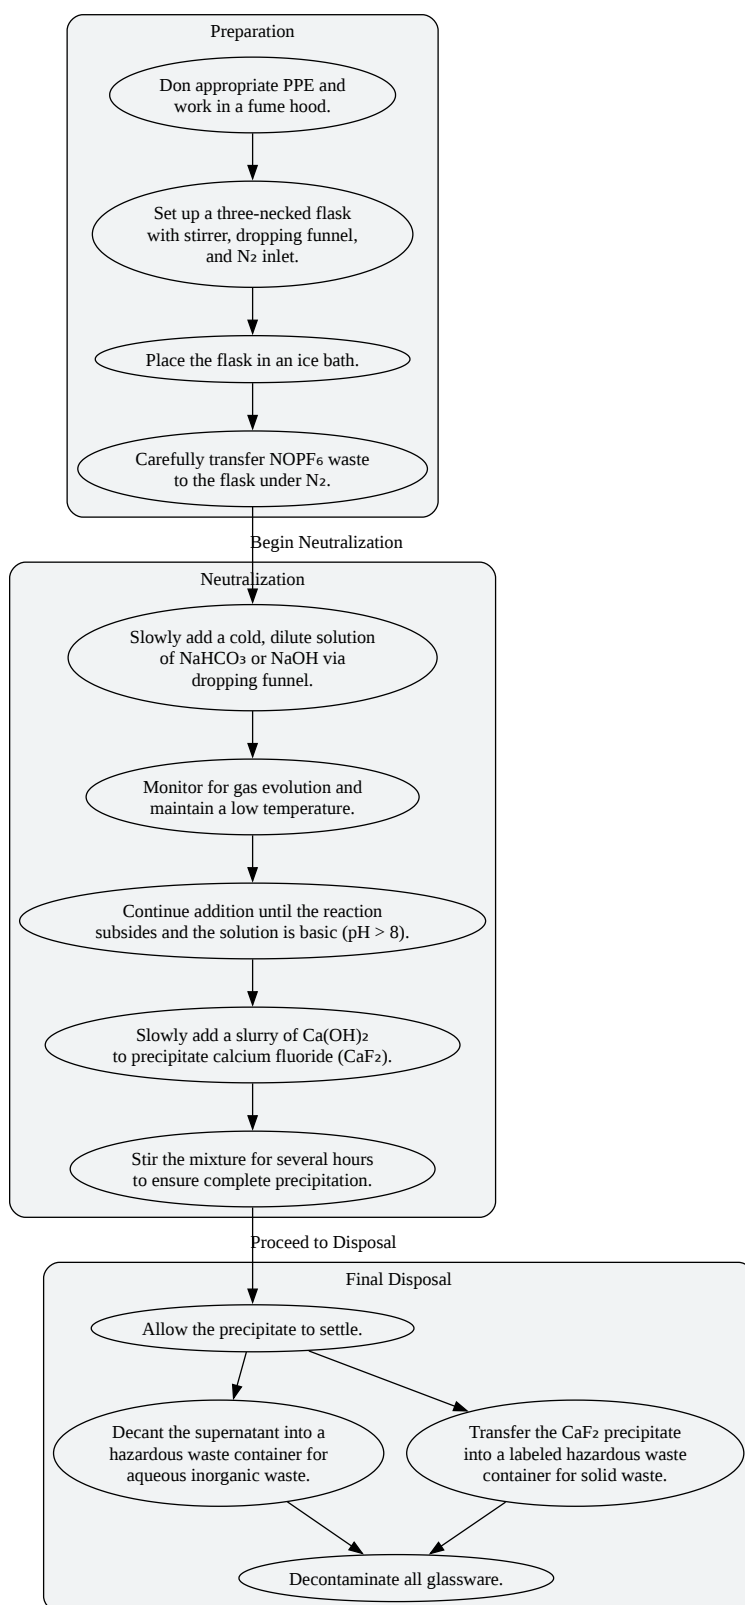 Preparation
Don appropriate PPE and
work in a fume hood.
Set up a three-necked flask
with stirrer, dropping funnel,
and N₂ inlet.
Place the flask in an ice bath.
Carefully transfer NOPF₆ waste
to the flask under N₂.
Begin Neutralization
Neutralization
Slowly add a cold, dilute solution
of NaHCO₃ or NaOH via
dropping funnel.
Monitor for gas evolution and
maintain a low temperature.
Continue addition until the reaction
subsides and the solution is basic (pH > 8).
Slowly add a slurry of Ca(OH)₂
to precipitate calcium fluoride (CaF₂).
Stir the mixture for several hours
to ensure complete precipitation.
Proceed to Disposal
Final Disposal
Allow the precipitate to settle.
Decant the supernatant into a
hazardous waste container for
aqueous inorganic waste.
Transfer the CaF₂ precipitate
into a labeled hazardous waste
container for solid waste.
Decontaminate all glassware.